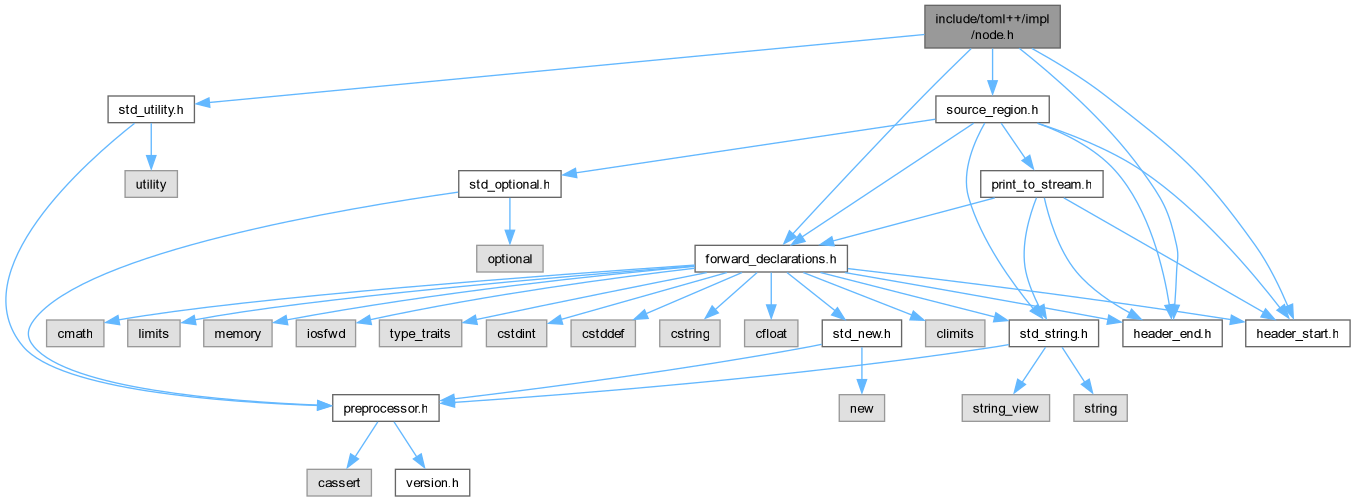 include/toml++/impl
/node.h
std_utility.h
source_region.h
utility
std_optional.h
print_to_stream.h
optional
forward_declarations.h
cmath
limits
memory
iosfwd
type_traits
cstdint
cstddef
cstring
cfloat
std_new.h
climits
std_string.h
header_end.h
header_start.h
preprocessor.h
new
string_view
string
cassert
version.h